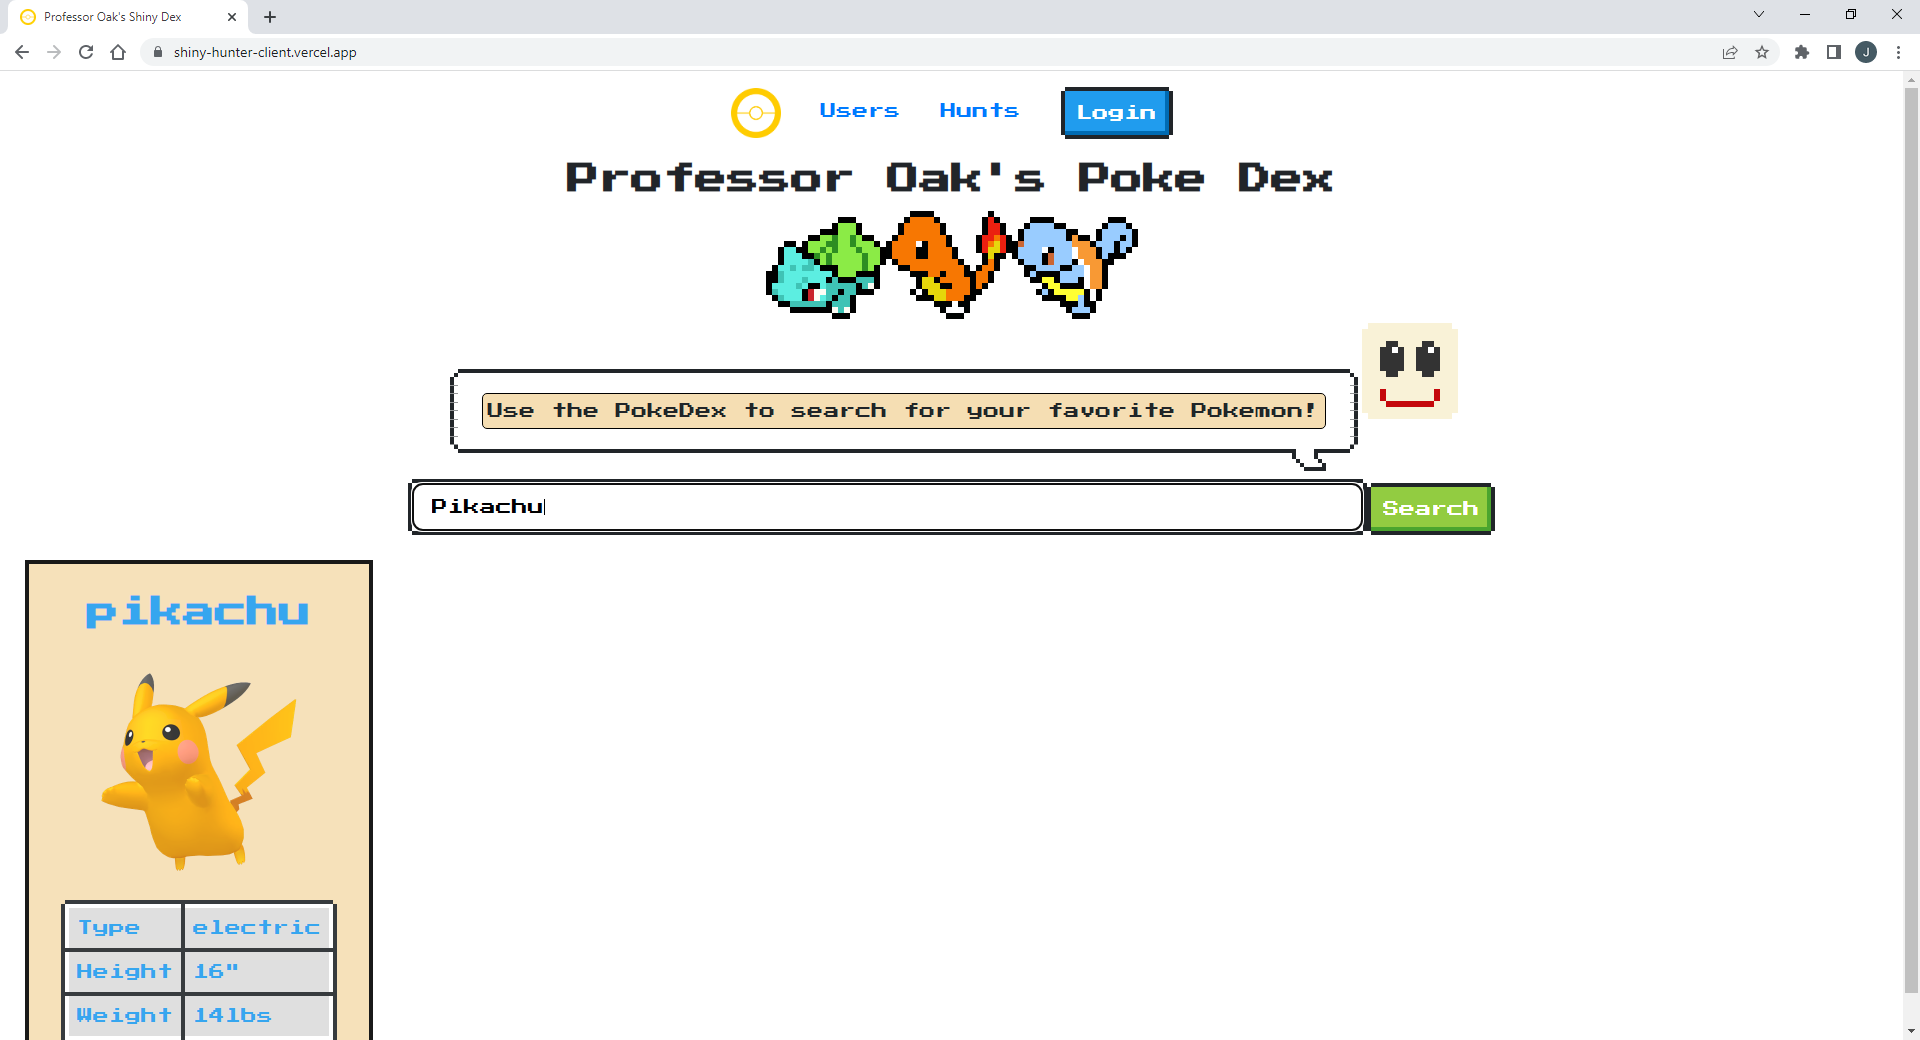 Professor Oak's Shiny Dex
shiny-hunter-client.vercel.app
J
Users Hunts Login
Professor Oak's Poke Dex
Use the PokeDex to search for your favorite Pokemon!
Pikachu Search
pikachu
Type electric
Height 16"
Weight 14lbs